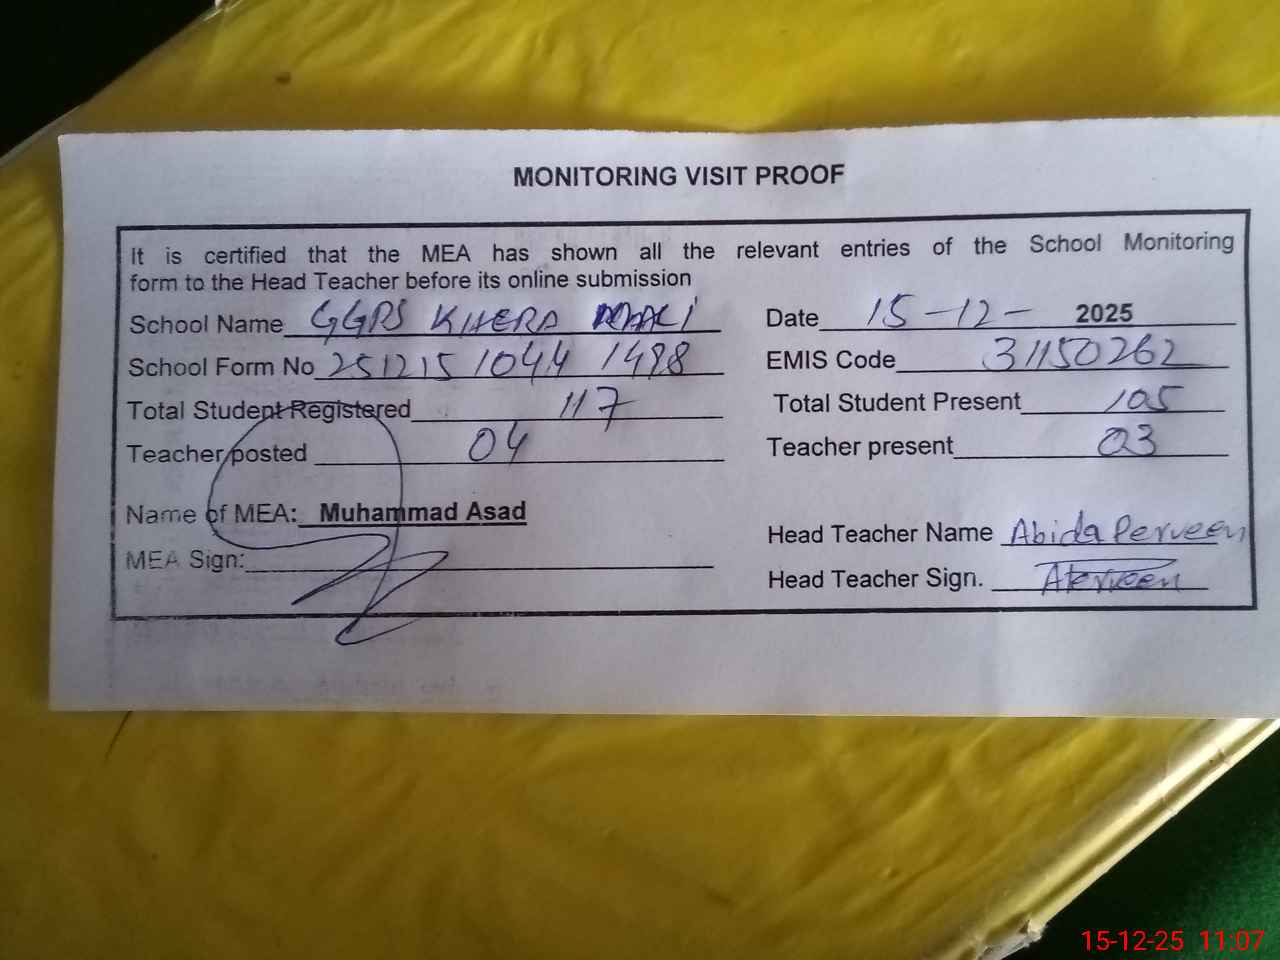 MONITORING VISIT PROOF
It is certified that the MEA has shown all the relevant entries of the School Monitoring
form to the Head Teacher before its online submission
School Name GGPS KHERA Date 15-12- 2025
School Form No 251215 1044 1498 EMIS Code 31150262
Total Student Registered 117 Total Student Present 105
Teacher posted 04 Teacher present 03
Name of MEA: Muhammad Asad
Head Teacher Name Abida Perveen
MEA Sign:
Head Teacher Sign. APerveen
15-12-25 11:07